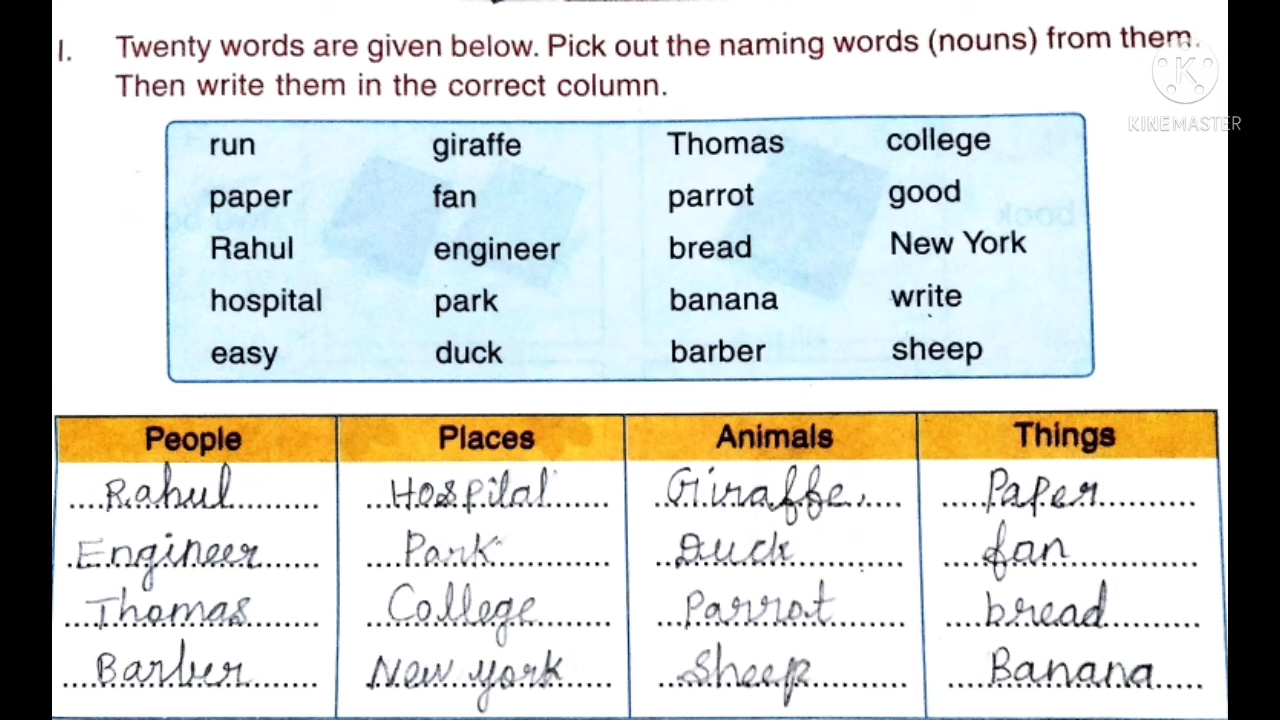 I. Twenty words are given below. Pick out the naming words (nouns) from them.
Then write them in the correct column.
KINEMASTER
run giraffe Thomas college
paper fan parrot good
Rahul engineer bread New York
hospital park banana write
easy duck barber sheep
People Places Animals Things
Rahul Hospital Giraffe Paper
Engineer Park Duck fan
Thomas College Parrot bread
Barber New york Sheep Banana